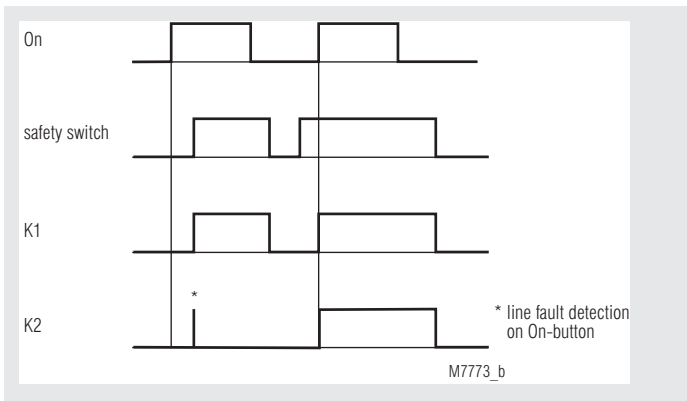 On
safety switch
K1
*
K2
* line fault detection
on On-button
M7773_b